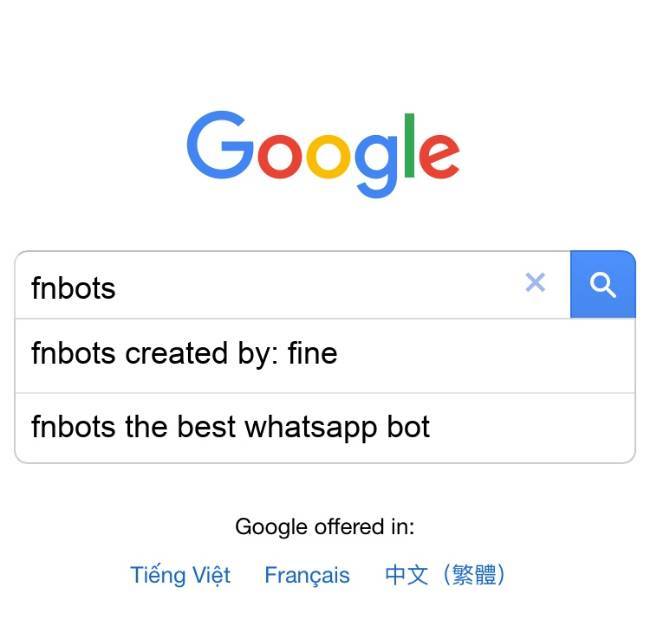 Google
fnbots
fnbots created by: fine
fnbots the best whatsapp bot
Google offered in:
Tiếng Việt Français 中文（繁體）